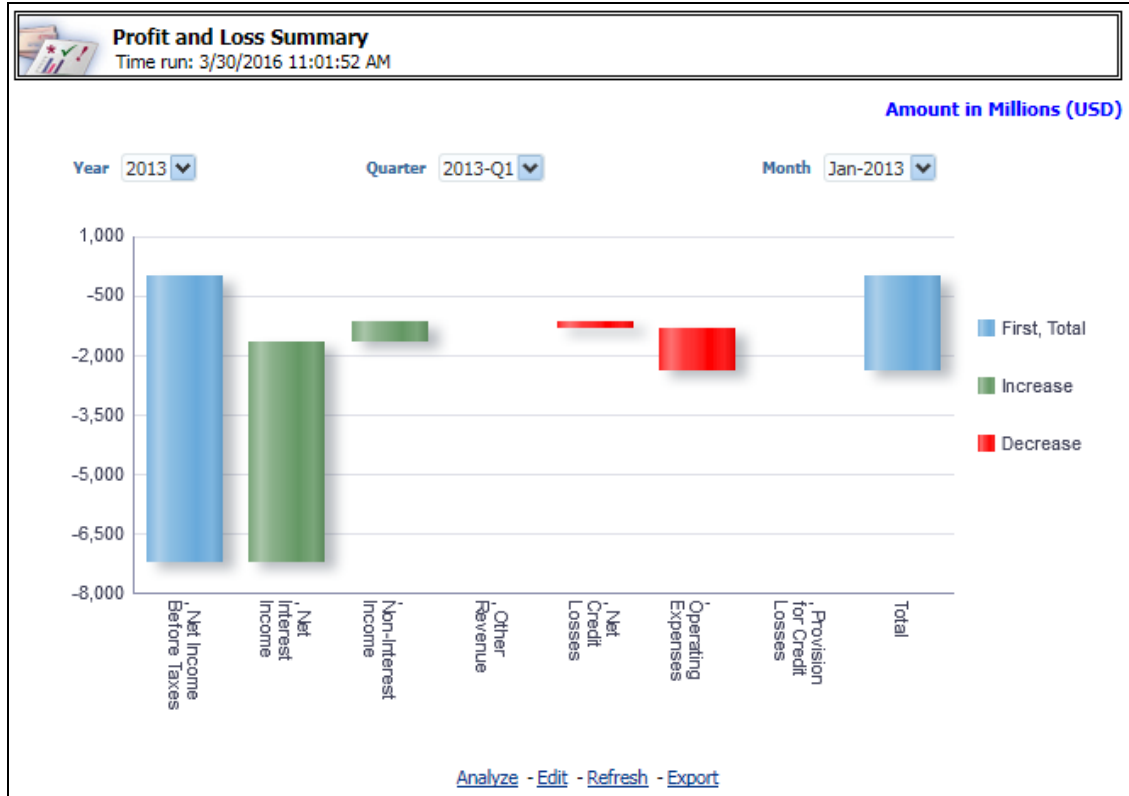 Profit and Loss Summary
Time run: 3/30/2016 11:01:52 AM
Amount in Millions (USD)
Year 2013 Quarter 2013-Q1 Month Jan-2013
1,000
-500
-2,000
-3,500
-5,000
-6,500
-8,000
First, Total
Increase
Decrease
, Net Income
Before Taxes
, Net
Interest
Income
,
Non-Interest
Income
, Other
Revenue
, Net
Credit
Losses
,
Operating
Expenses
, Provision
for Credit
Losses
Total
Analyze - Edit - Refresh - Export